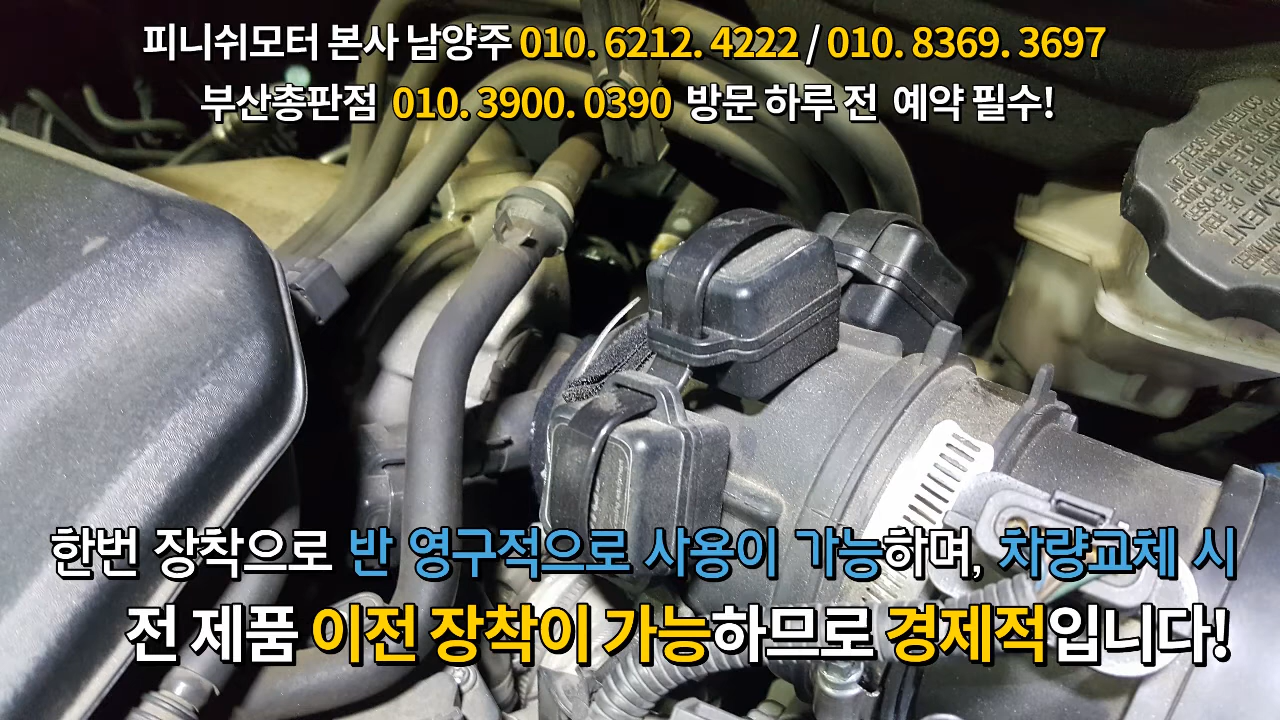 피니쉬모터 본사 남양주 010. 6212. 4222 / 010. 8369. 3697
부산총판점 010. 3900. 0390 방문 하루 전 예약 필수!
한번 장착으로 반 영구적으로 사용이 가능하며, 차량교체 시
전 제품 이전 장착이 가능하므로 경제적입니다!